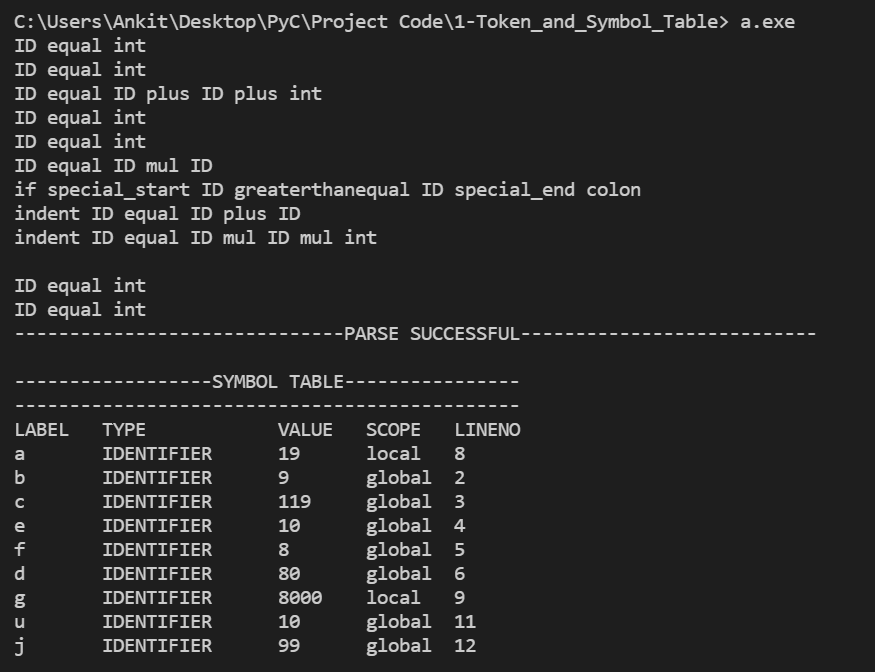 C:\Users\Ankit\Desktop\PyC\Project Code\1-Token_and_Symbol_Table> a.exe
ID equal int
ID equal int
ID equal ID plus ID plus int
ID equal int
ID equal int
ID equal ID mul ID
if special_start ID greaterthanequal ID special_end colon
indent ID equal ID plus ID
indent ID equal ID mul ID mul int

ID equal int
ID equal int
------------------------------PARSE SUCCESSFUL---------------------------

------------------SYMBOL TABLE----------------
----------------------------------------------
LABEL   TYPE            VALUE   SCOPE   LINENO
a       IDENTIFIER      19      local   8
b       IDENTIFIER      9       global  2
c       IDENTIFIER      119     global  3
e       IDENTIFIER      10      global  4
f       IDENTIFIER      8       global  5
d       IDENTIFIER      80      global  6
g       IDENTIFIER      8000    local   9
u       IDENTIFIER      10      global  11
j       IDENTIFIER      99      global  12